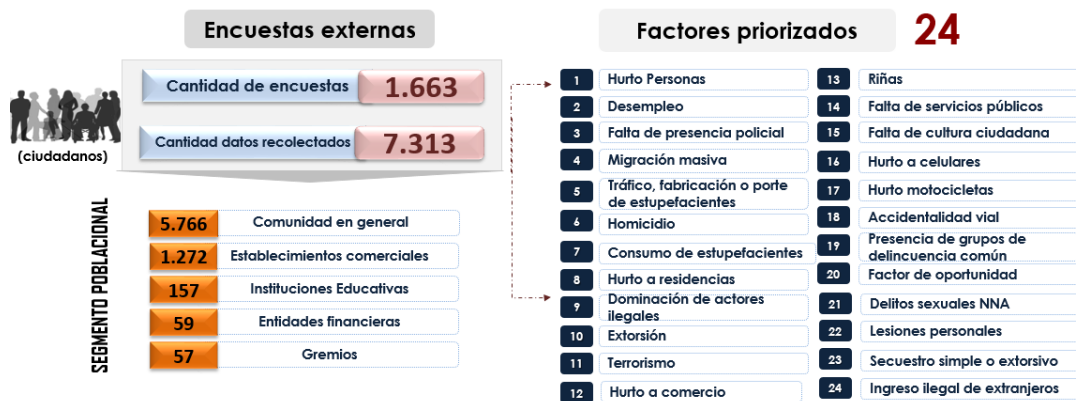 Encuestas externas
Cantidad de encuestas 1.663
Cantidad datos recolectados 7.313
(ciudadanos)
SEGMENTO POBLACIONAL
5.766 Comunidad en general
1.272 Establecimientos comerciales
157 Instituciones Educativas
59 Entidades financieras
57 Gremios
Factores priorizados 24
1 Hurto Personas
2 Desempleo
3 Falta de presencia policial
4 Migración masiva
5 Tráfico, fabricación o porte
de estupefacientes
6 Homicidio
7 Consumo de estupefacientes
8 Hurto a residencias
9 Dominación de actores
ilegales
10 Extorsión
11 Terrorismo
12 Hurto a comercio
13 Riñas
14 Falta de servicios públicos
15 Falta de cultura ciudadana
16 Hurto a celulares
17 Hurto motocicletas
18 Accidentalidad vial
19 Presencia de grupos de
delincuencia común
20 Factor de oportunidad
21 Delitos sexuales NNA
22 Lesiones personales
23 Secuestro simple o extorsivo
24 Ingreso ilegal de extranjeros